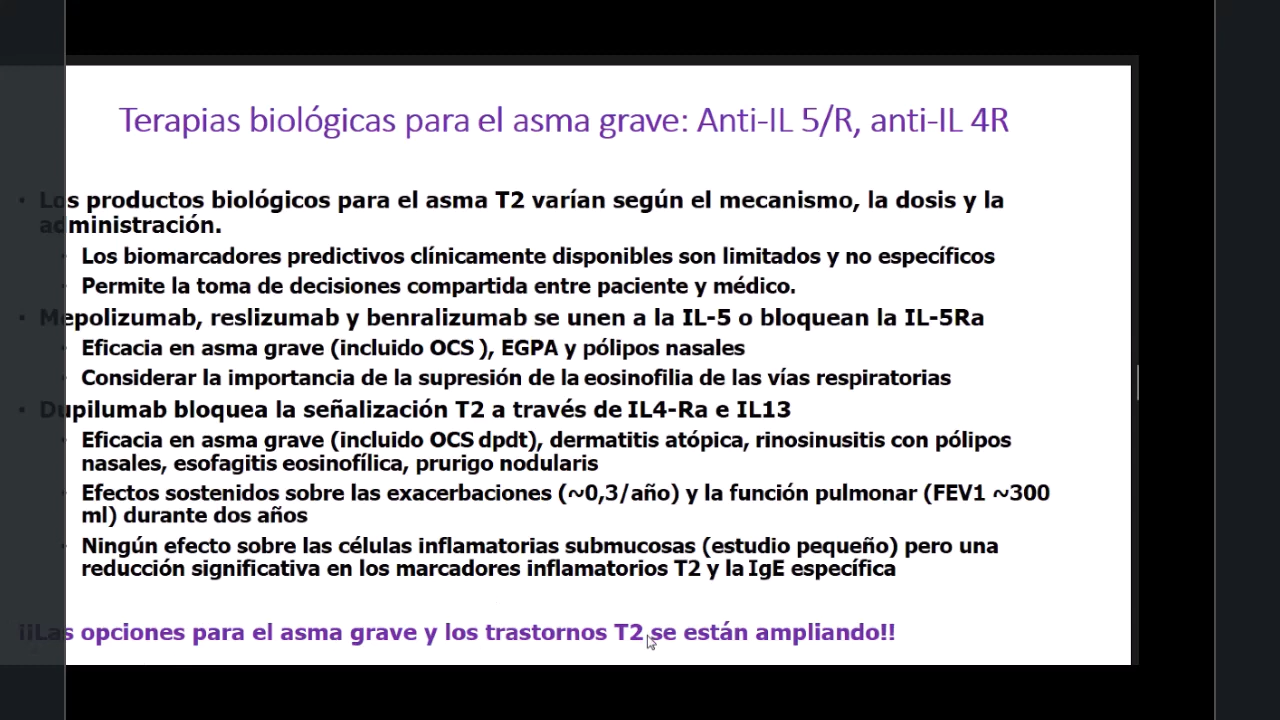 Terapias biológicas para el asma grave: Anti-IL 5/R, anti-IL 4R
• Los productos biológicos para el asma T2 varían según el mecanismo, la dosis y la
administración.
• Los biomarcadores predictivos clínicamente disponibles son limitados y no específicos
• Permite la toma de decisiones compartida entre paciente y médico.
• Mepolizumab, reslizumab y benralizumab se unen a la IL-5 o bloquean la IL-5Ra
• Eficacia en asma grave (incluido OCS ), EGPA y pólipos nasales
• Considerar la importancia de la supresión de la eosinofilia de las vías respiratorias
• Dupilumab bloquea la señalización T2 a través de IL4-Ra e IL13
• Eficacia en asma grave (incluido OCS dpdt), dermatitis atópica, rinosinusitis con pólipos
nasales, esofagitis eosinofílica, prurigo nodularis
• Efectos sostenidos sobre las exacerbaciones (~0,3/año) y la función pulmonar (FEV1 ~300
ml) durante dos años
• Ningún efecto sobre las células inflamatorias submucosas (estudio pequeño) pero una
reducción significativa en los marcadores inflamatorios T2 y la IgE específica
¡¡Las opciones para el asma grave y los trastornos T2 se están ampliando!!